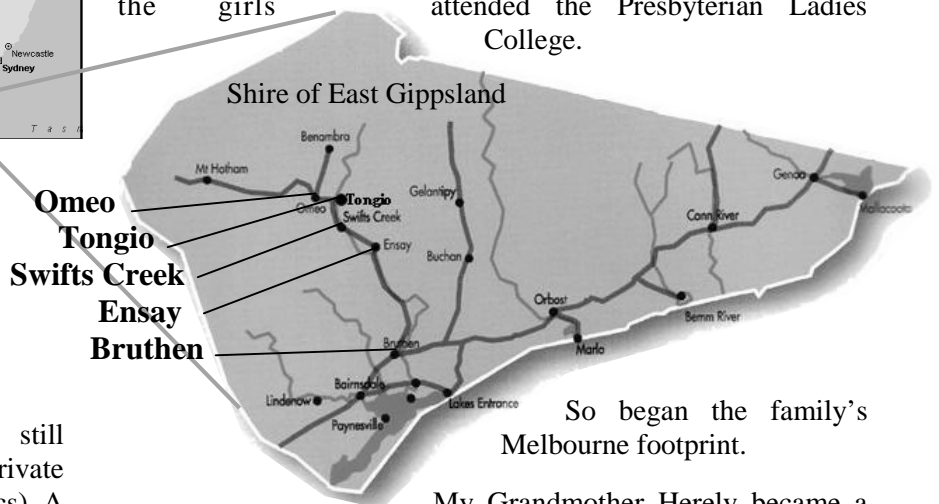 the girls
attended the Presbyterian Ladies
College.
Newcastle
Sydney
T a s
Shire of East Gippsland
Benambra
Mt Hotham
Omeo
Tongio
Swifts Creek
Ensay
Gelantipy
Buchan
Genoa
Mallacoota
Cann River
Orbost
Bemm River
Marlo
Bruthen
Bairnsdale
Lindenow
Lakes Entrance
Paynesville
Omeo
Tongio
Swifts Creek
Ensay
Bruthen
still
rivate
cs). A
So began the family's
Melbourne footprint.
My Grandmother Herely became a